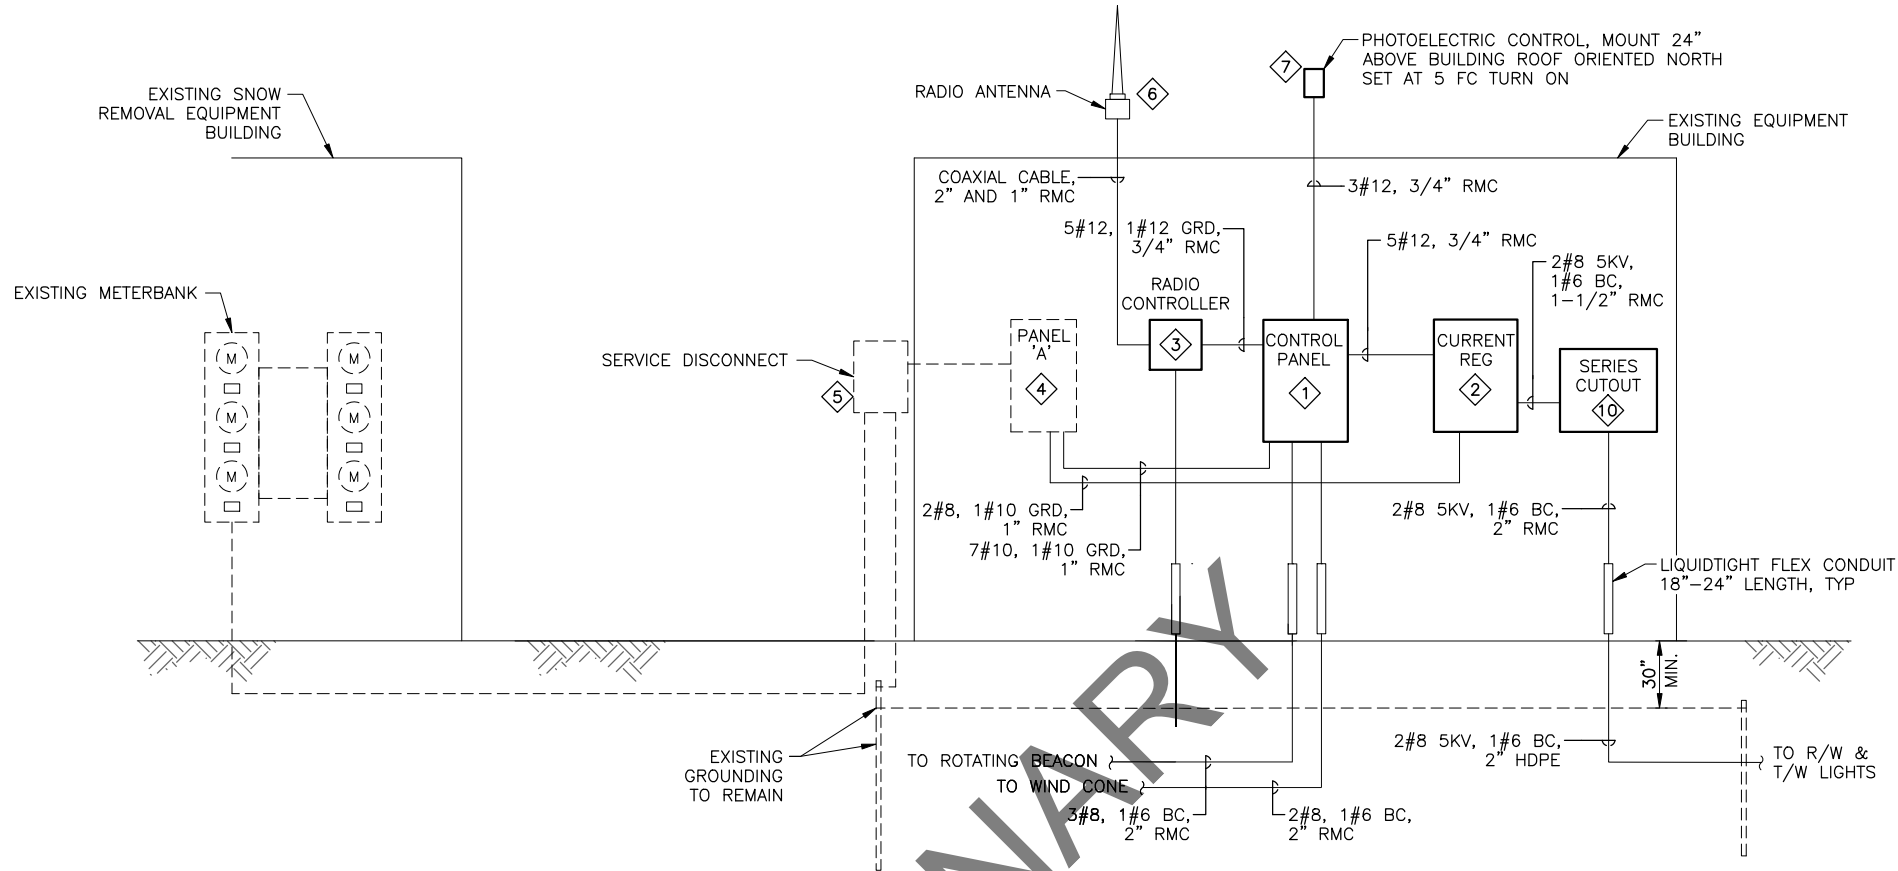 PHOTOELECTRIC CONTROL, MOUNT 24"
ABOVE BUILDING ROOF ORIENTED NORTH
SET AT 5 FC TURN ON
7
RADIO ANTENNA
6
EXISTING SNOW
REMOVAL EQUIPMENT
BUILDING
EXISTING EQUIPMENT
BUILDING
COAXIAL CABLE,
2" AND 1" RMC
3#12, 3/4" RMC
5#12, 1#12 GRD,
3/4" RMC
5#12, 3/4" RMC
2#8 5KV,
1#6 BC,
1-1/2" RMC
EXISTING METERBANK
RADIO
CONTROLLER
M
M
M
M
M
M
SERVICE DISCONNECT
5
PANEL
'A'
4
3
CONTROL
PANEL
1
CURRENT
REG
2
SERIES
CUTOUT
10
2#8, 1#10 GRD,
1" RMC
7#10, 1#10 GRD,
1" RMC
2#8 5KV, 1#6 BC,
2" RMC
LIQUIDTIGHT FLEX CONDUIT
18"-24" LENGTH, TYP
30"
MIN.
EXISTING
GROUNDING
TO REMAIN
TO ROTATING BEACON
TO WIND CONE
3#8, 1#6 BC,
2" RMC
2#8, 1#6 BC,
2" RMC
2#8 5KV, 1#6 BC,
2" HDPE
TO R/W &
T/W LIGHTS
NARY